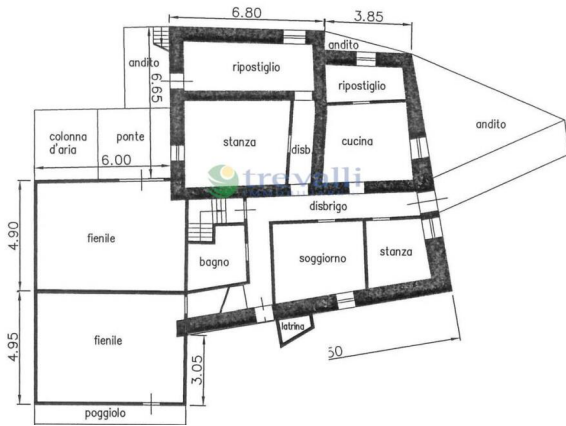 6.80
3.85
andito
andito
6.65
ripostiglio
ripostiglio
colonna
d'aria
ponte
stanza
disb.
cucina
andito
6.00
trevalli
disbrigo
4.90
fienile
bagno
soggiorno
stanza
4.95
fienile
latrina
3.05
poggiolo